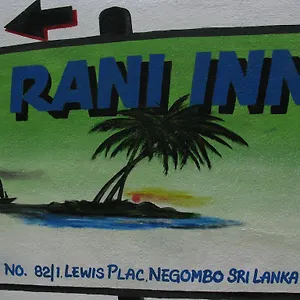 RANI INN
NO. 82/1, LEWIS PLAC, NEGOMBO SRI LANKA